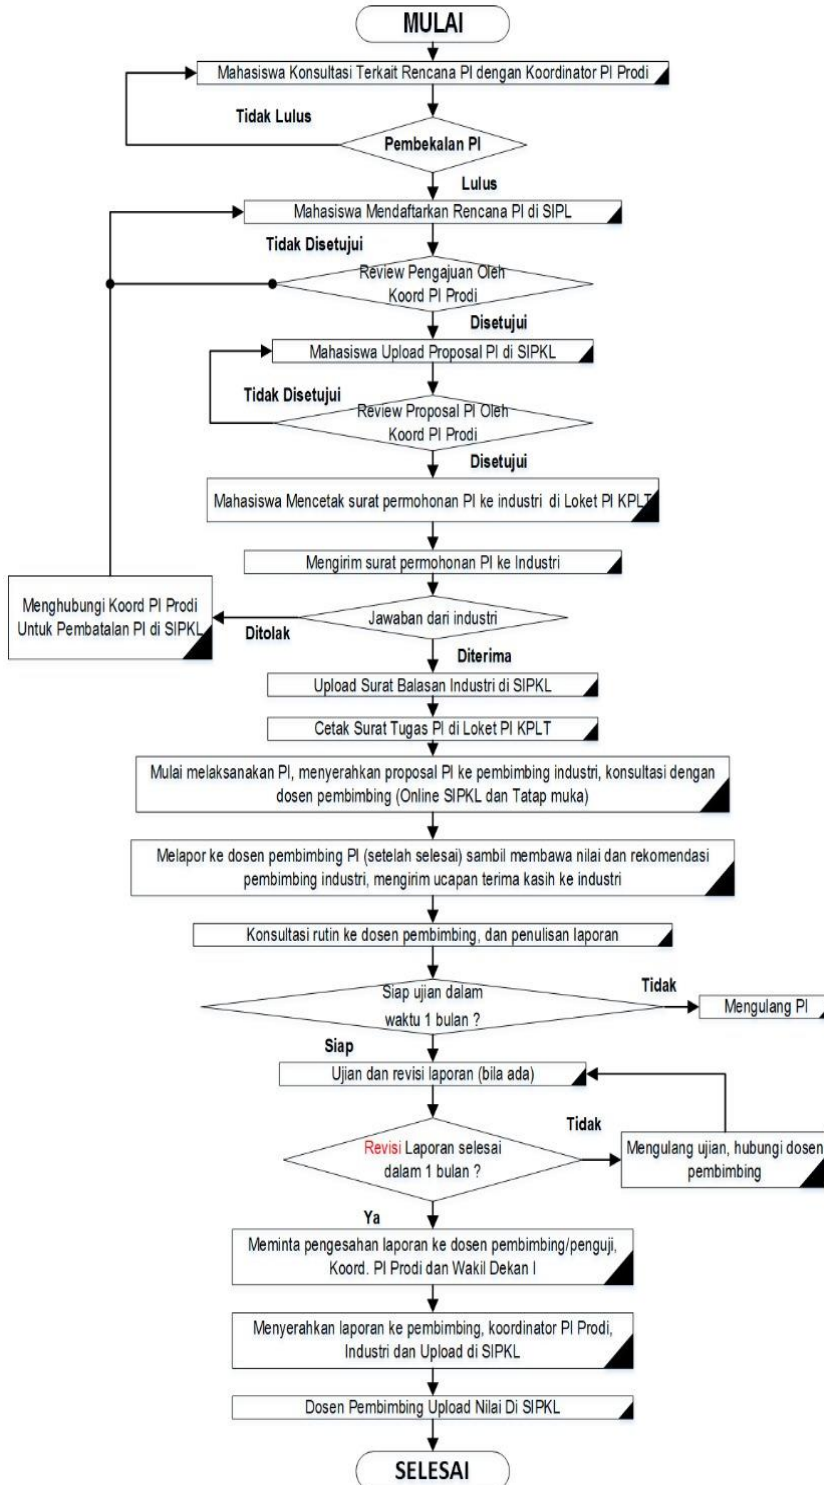 MULAI
Mahasiswa Konsultasi Terkait Rencana PI dengan Koordinator PI Prodi
Tidak Lulus
Pembekalan PI
Lulus
Mahasiswa Mendaftarkan Rencana PI di SIPL
Tidak Disetujui
Review Pengajuan Oleh
Koord PI Prodi
Disetujui
Mahasiswa Upload Proposal PI di SIPKL
Tidak Disetujui
Review Proposal PI Oleh
Koord PI Prodi
Disetujui
Mahasiswa Mencetak surat permohonan PI ke industri di Loket PI KPLT
Mengirim surat permohonan PI ke Industri
Menghubungi Koord PI Prodi
Untuk Pembatalan PI di SIPKL
Ditolak
Jawaban dari industri
Diterima
Upload Surat Balasan Industri di SIPKL
Cetak Surat Tugas PI di Loket PI KPLT
Mulai melaksanakan PI, menyerahkan proposal PI ke pembimbing industri, konsultasi dengan
dosen pembimbing (Online SIPKL dan Tatap muka)
Melapor ke dosen pembimbing PI (setelah selesai) sambil membawa nilai dan rekomendasi
pembimbing industri, mengirim ucapan terima kasih ke industri
Konsultasi rutin ke dosen pembimbing, dan penulisan laporan
Siap ujian dalam
waktu 1 bulan ?
Tidak
Mengulang PI
Siap
Ujian dan revisi laporan (bila ada)
Revisi Laporan selesai
dalam 1 bulan ?
Tidak
Mengulang ujian, hubungi dosen
pembimbing
Ya
Meminta pengesahan laporan ke dosen pembimbing/penguji,
Koord. PI Prodi dan Wakil Dekan I
Menyerahkan laporan ke pembimbing, koordinator PI Prodi,
Industri dan Upload di SIPKL
Dosen Pembimbing Upload Nilai Di SIPKL
SELESAI